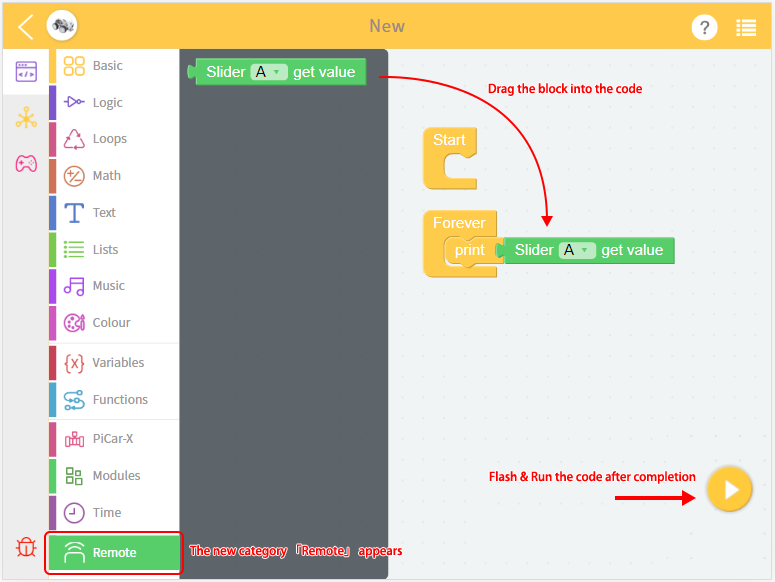 New
?
Basic
Logic
Loops
Math
Text
Lists
Music
Colour
Variables
Functions
PiCar-X
Modules
Time
Remote
Slider A get value
Drag the block into the code
Start
Forever
print Slider A get value
Flash & Run the code after completion
The new category 「Remote」 appears